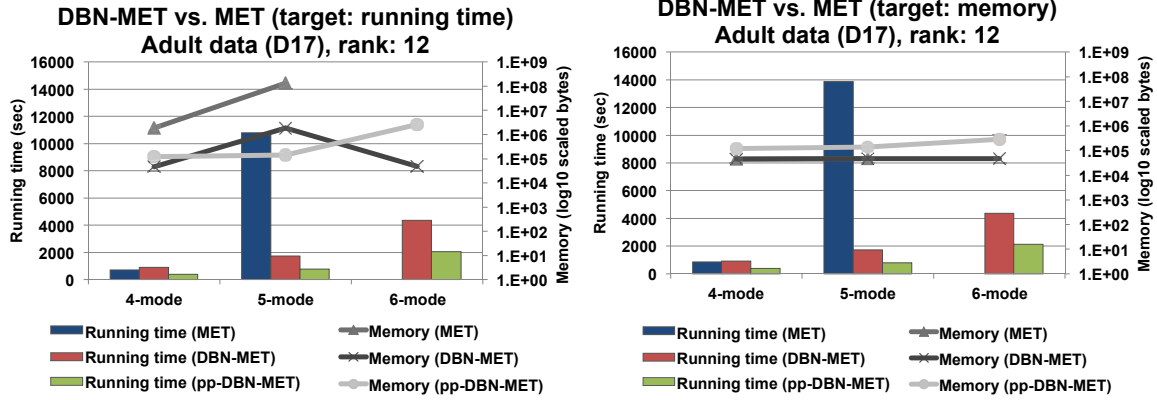 DBN-MET vs. MET (target: running time)
Adult data (D17), rank: 12
Running time (sec)
16000
14000
12000
10000
8000
6000
4000
2000
0
1.E+09
1.E+08
1.E+07
1.E+06
1.E+05
1.E+04
1.E+03
1.E+02
1.E+01
1.E+00
Memory (log10 scaled bytes)
4-mode 5-mode 6-mode
Running time (MET) Memory (MET)
Running time (DBN-MET) Memory (DBN-MET)
Running time (pp-DBN-MET) Memory (pp-DBN-MET)
DBN-MET vs. MET (target: memory)
Adult data (D17), rank: 12
Running time (sec)
16000
14000
12000
10000
8000
6000
4000
2000
0
1.E+09
1.E+08
1.E+07
1.E+06
1.E+05
1.E+04
1.E+03
1.E+02
1.E+01
1.E+00
Memory (log10 scaled bytes)
4-mode 5-mode 6-mode
Running time (MET) Memory (MET)
Running time (DBN-MET) Memory (DBN-MET)
Running time (pp-DBN-MET) Memory (pp-DBN-MET)